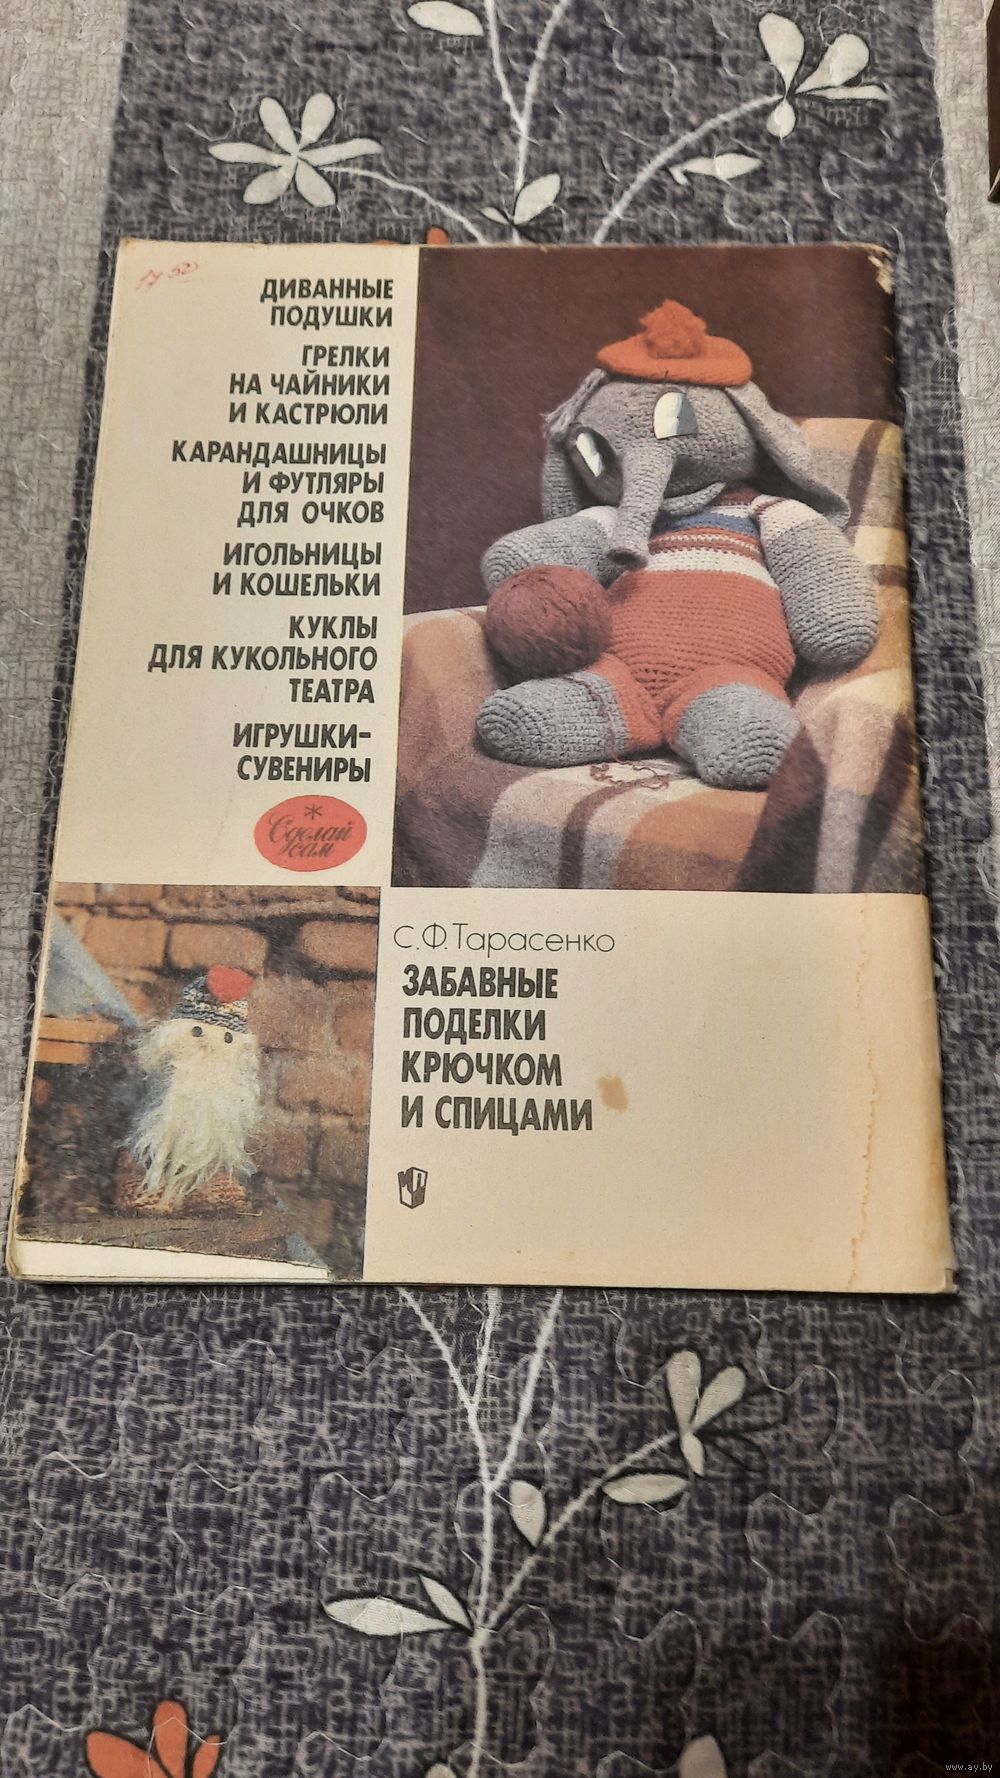 ДИВАННЫЕ
ПОДУШКИ
ГРЕЛКИ
НА ЧАЙНИКИ
И КАСТРЮЛИ
КАРАНДАШНИЦЫ
И ФУТЛЯРЫ
ДЛЯ ОЧКОВ
ИГОЛЬНИЦЫ
И КОШЕЛЬКИ
КУКЛЫ
ДЛЯ КУКОЛЬНОГО
ТЕАТРА
ИГРУШКИ-
СУВЕНИРЫ
Сделай
сам
С.Ф.Тарасенко
ЗАБАВНЫЕ
ПОДЕЛКИ
КРЮЧКОМ
И СПИЦАМИ
www.ay.by